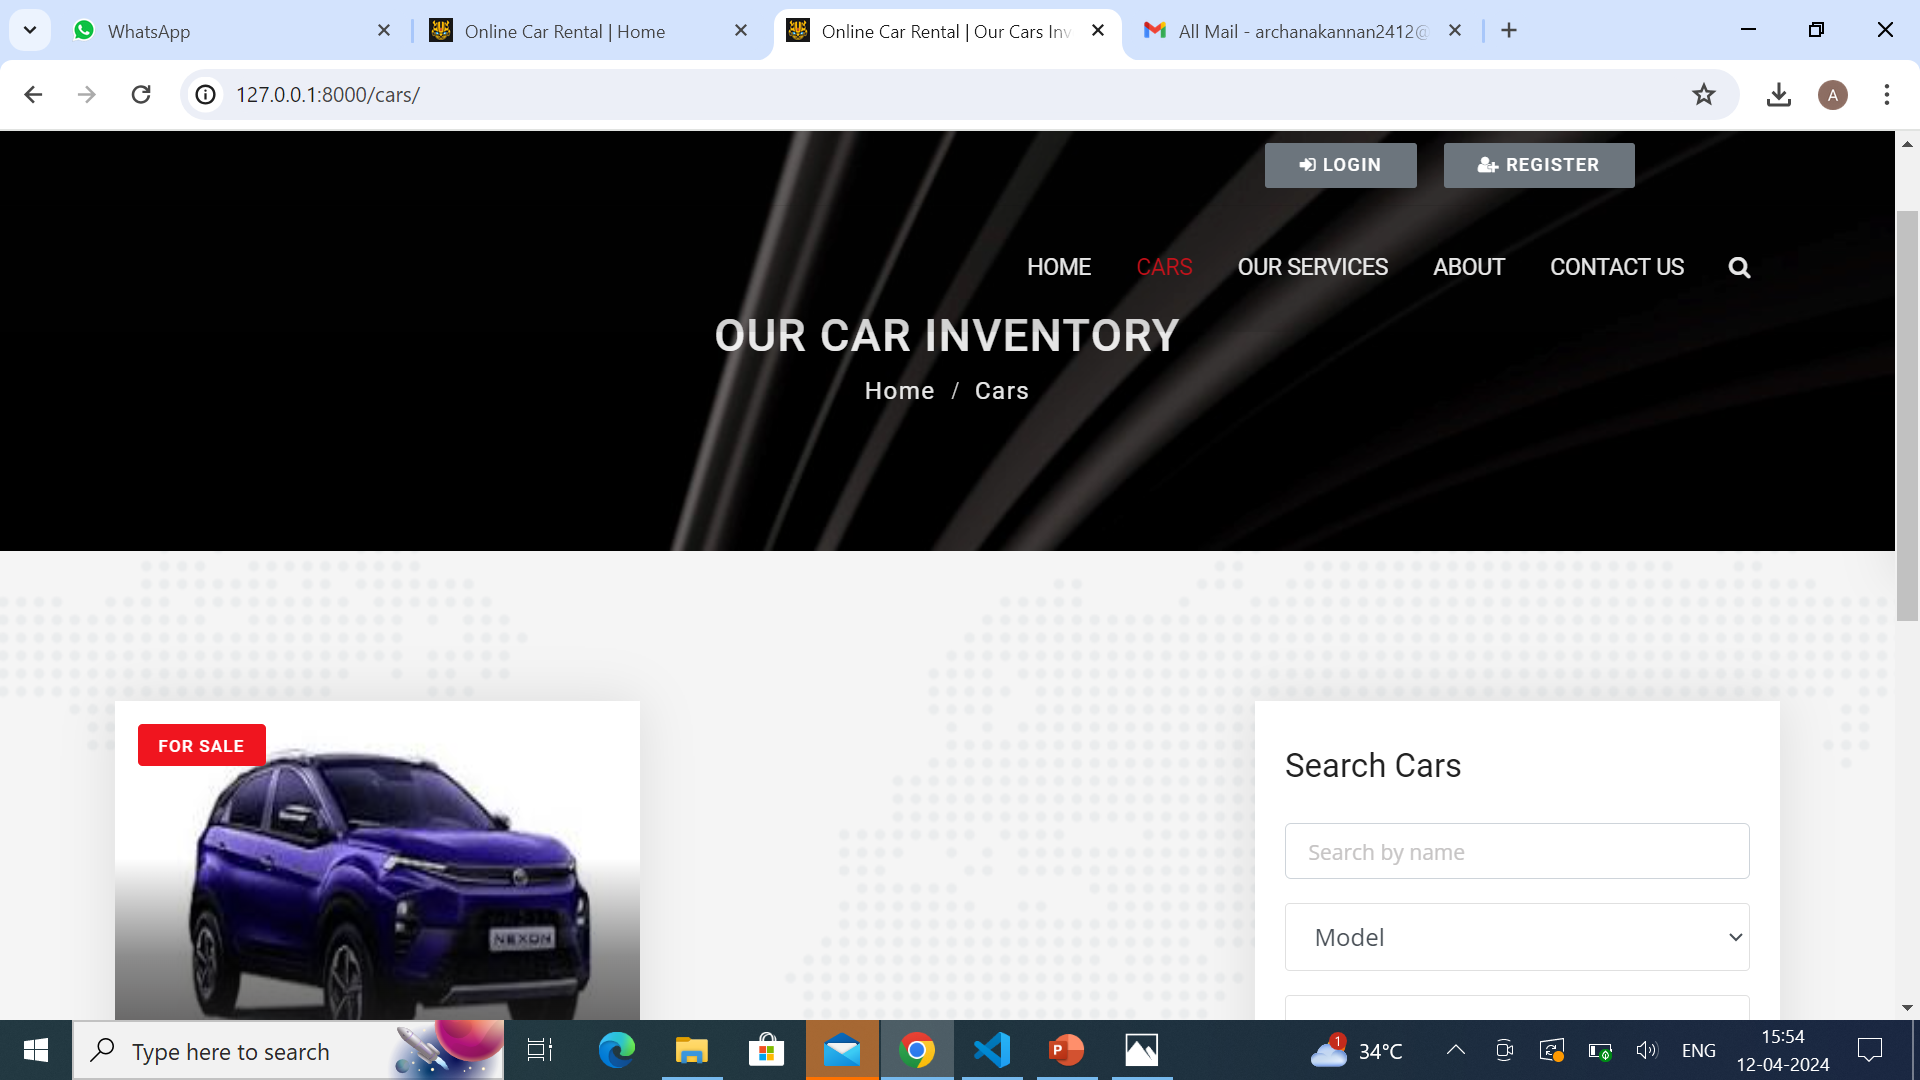 WhatsApp
Online Car Rental | Home
Online Car Rental | Our Cars Inv
All Mail - archanakannan2412@
127.0.0.1:8000/cars/
A
LOGIN
REGISTER
HOME
CARS
OUR SERVICES
ABOUT
CONTACT US
OUR CAR INVENTORY
Home / Cars
FOR SALE
NEXON
Search Cars
Search by name
Model
Type here to search
P
1
34°C
ENG
15:54
12-04-2024